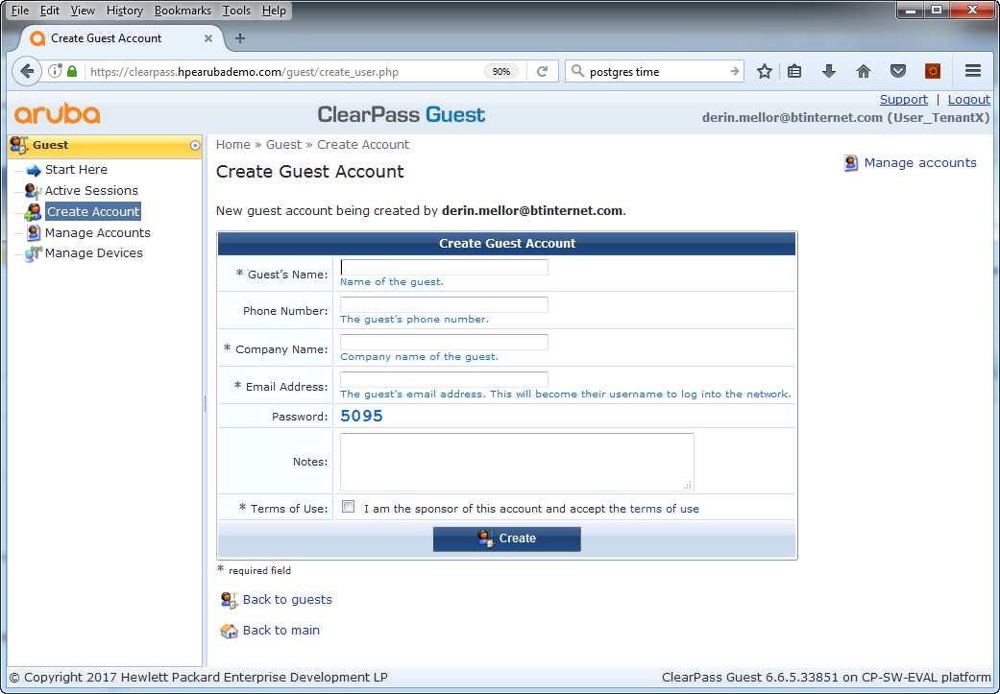 File Edit View History Bookmarks Tools Help
Create Guest Account × +
https://clearpass.hpearubademo.com/guest/create_user.php 90% postgres time
aruba ClearPass Guest Support | Logout
derin.mellor@btinternet.com (User_TenantX)
Guest
Start Here
Active Sessions
Create Account
Manage Accounts
Manage Devices
Home » Guest » Create Account
Manage accounts
Create Guest Account
New guest account being created by derin.mellor@btinternet.com.
Create Guest Account
* Guest's Name:
Name of the guest.
Phone Number:
The guest's phone number.
* Company Name:
Company name of the guest.
* Email Address:
The guest's email address. This will become their username to log into the network.
Password: 5095
Notes:
* Terms of Use: I am the sponsor of this account and accept the terms of use
Create
* required field
Back to guests
Back to main
© Copyright 2017 Hewlett Packard Enterprise Development LP ClearPass Guest 6.6.5.33851 on CP-SW-EVAL platform